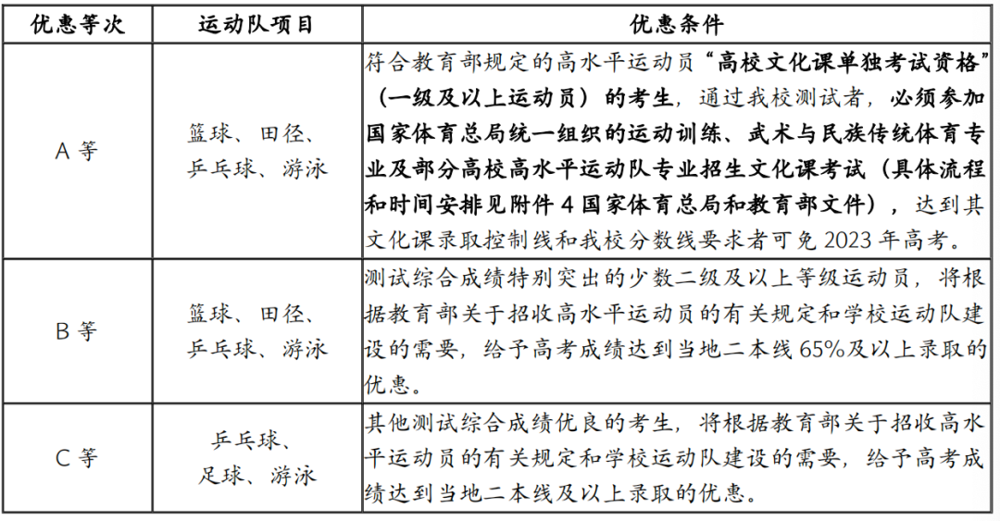 优惠等次 运动队项目 优惠条件
A 等
篮球、田径、
乒乓球、游泳
符合教育部规定的高水平运动员“高校文化课单独考试资格”
（一级及以上运动员）的考生，通过我校测试者，必须参加
国家体育总局统一组织的运动训练、武术与民族传统体育专
业及部分高校高水平运动队专业招生文化课考试（具体流程
和时间安排见附件 4 国家体育总局和教育部文件），达到其
文化课录取控制线和我校分数线要求者可免 2023 年高考。
B 等
篮球、田径、
乒乓球、游泳
测试综合成绩特别突出的少数二级及以上等级运动员，将根
据教育部关于招收高水平运动员的有关规定和学校运动队建
设的需要，给予高考成绩达到当地二本线 65%及以上录取的
优惠。
C 等
乒乓球、
足球、游泳
其他测试综合成绩优良的考生，将根据教育部关于招收高水
平运动员的有关规定和学校运动队建设的需要，给予高考成
绩达到当地二本线及以上录取的优惠。